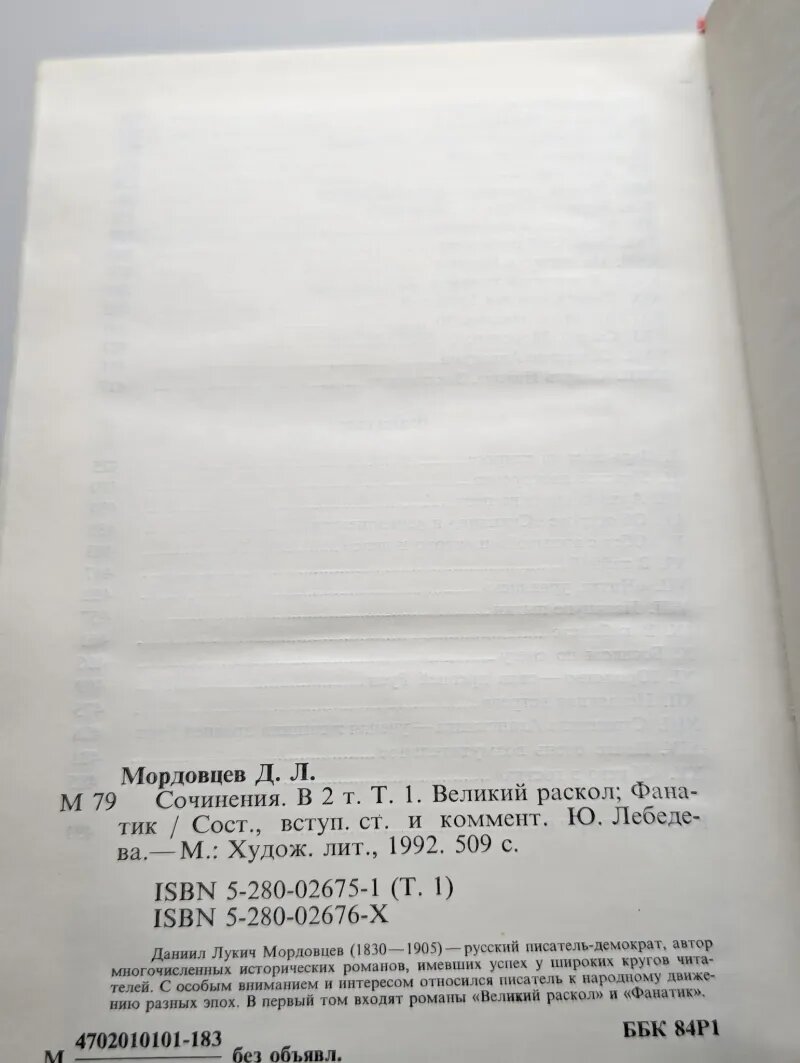 Мордовцев Д. Л.
М 79 Сочинения. В 2 т. Т. 1. Великий раскол; Фана-
тик / Сост., вступ. ст. и коммент. Ю. Лебеде-
ва.— М.: Худож. лит., 1992. 509 с.
ISBN 5-280-02675-1 (Т. 1)
ISBN 5-280-02676-X
Даниил Лукич Мордовцев (1830—1905) — русский писатель-демократ, автор
многочисленных исторических романов, имевших успех у широких кругов чита-
телей. С особым вниманием и интересом относился писатель к народному движе-
нию разных эпох. В первый том входят романы «Великий раскол» и «Фанатик».
М 4702010101-183 без объявл.
ББК 84Р1